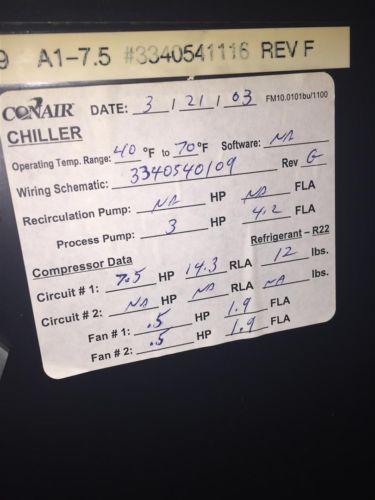 9 A1-7.5 #3340541116 REV F
CONAIR DATE: 3 / 21 / 03 FM10.0101bu/1100
CHILLER
Operating Temp. Range: 40 °F to 70 °F Software: NA
Wiring Schematic: 3340540109 Rev G
Recirculation Pump: NA HP NA FLA
Process Pump: 3 HP 4.2 FLA
Compressor Data Refrigerant – R22
Circuit # 1: 7.5 HP 14.3 RLA 12 lbs.
Circuit # 2: NA HP NA RLA NA lbs.
Fan # 1: .5 HP 1.9 FLA
Fan # 2: .5 HP 1.9 FLA